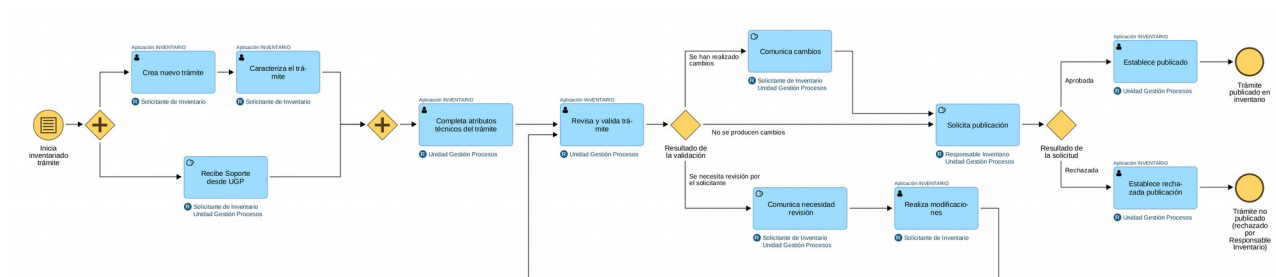 Inicia
inventariado
trámite
Aplicación INVENTARIO
Crea nuevo trámite
R Solicitante de Inventario
Aplicación INVENTARIO
Caracteriza el trá-
mite
R Solicitante de Inventario
Recibe Soporte
desde UGP
R Solicitante de Inventario
Unidad Gestión Procesos
Aplicación INVENTARIO
Completa atributos
técnicos del trámite
R Unidad Gestión Procesos
Aplicación INVENTARIO
Revisa y valida trá-
mite
R Unidad Gestión Procesos
Resultado de
la validación
Se han realizado
cambios
Comunica cambios
R Solicitante de Inventario
Unidad Gestión Procesos
No se producen cambios
Se necesita revisión por
el solicitante
Comunica necesidad
revisión
R Solicitante de Inventario
Unidad Gestión Procesos
Aplicación INVENTARIO
Realiza modificacio-
nes
R Solicitante de Inventario
Solicita publicación
R Responsable Inventario
Unidad Gestión Procesos
Resultado de
la solicitud
Aprobada
Aplicación INVENTARIO
Establece publicado
R Unidad Gestión Procesos
Trámite
publicado en
inventario
Rechazada
Aplicación INVENTARIO
Establece recha-
zada publicación
R Unidad Gestión Procesos
Trámite no
publicado
(rechazado
por
Responsable
Inventario)